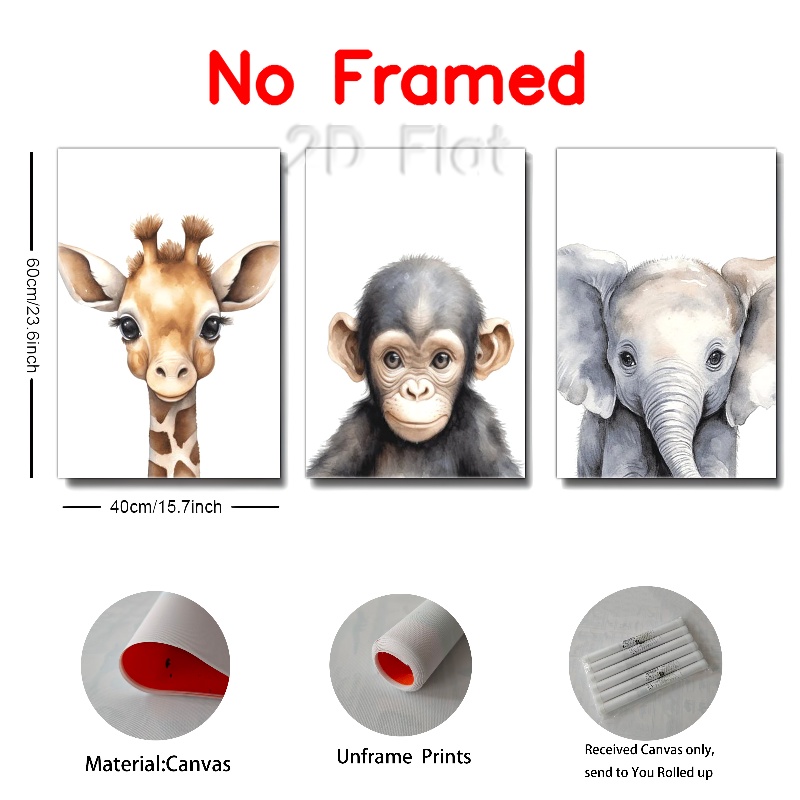 No Framed
2D Flat
60cm/23.6inch
40cm/15.7inch
Material:Canvas
Unframe Prints
Received Canvas only,
send to You Rolled up